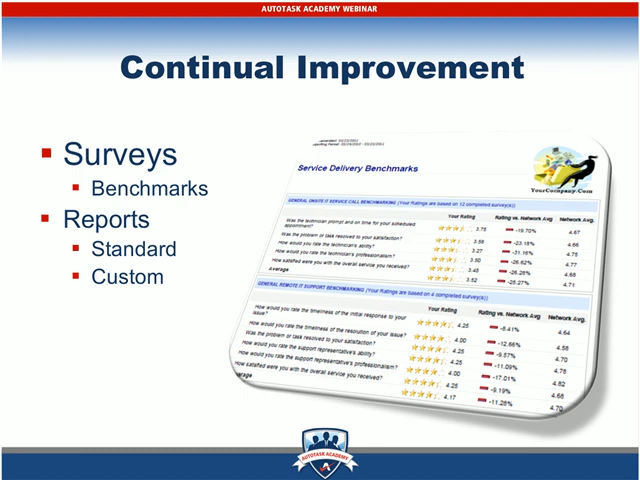 AUTOTASK ACADEMY WEBINAR
Continual Improvement
Surveys
Benchmarks
Reports
Standard
Custom
Service Delivery Benchmarks
YourCompany.Com
GENERAL ONSITE IT SERVICE CALL BENCHMARKING (Your Ratings are based on 12 completed survey(s))
Your Rating Rating vs. Network Avg Network Avg.
Was the technician prompt and on time for your scheduled appointment? 3.75 -19.70% 4.67
Was the problem or task resolved to your satisfaction? 3.58 -23.18% 4.66
How would you rate the technician's ability? 3.27 -31.16% 4.75
How would you rate the technician's professionalism? 3.50 -26.62% 4.77
How satisfied were you with the overall service you received? 3.48 -26.28% 4.68
Average 3.52 -25.27% 4.71
GENERAL REMOTE IT SUPPORT BENCHMARKING (Your Ratings are based on 4 completed survey(s))
Your Rating Rating vs. Network Avg Network Avg.
How would you rate the timeliness of the initial response to your issue? 4.25 -8.41% 4.64
How would you rate the timeliness of the resolution of your issue? 4.00 -12.66% 4.58
Was the problem or task resolved to your satisfaction? 4.25 -9.57% 4.70
How would you rate the support representative's ability? 4.25 -11.09% 4.78
How would you rate the support representative's professionalism? 4.00 -17.01% 4.82
How satisfied were you with the overall service you received? 4.25 -9.19% 4.68
4.17 -11.28% 4.70
AUTOTASK ACADEMY